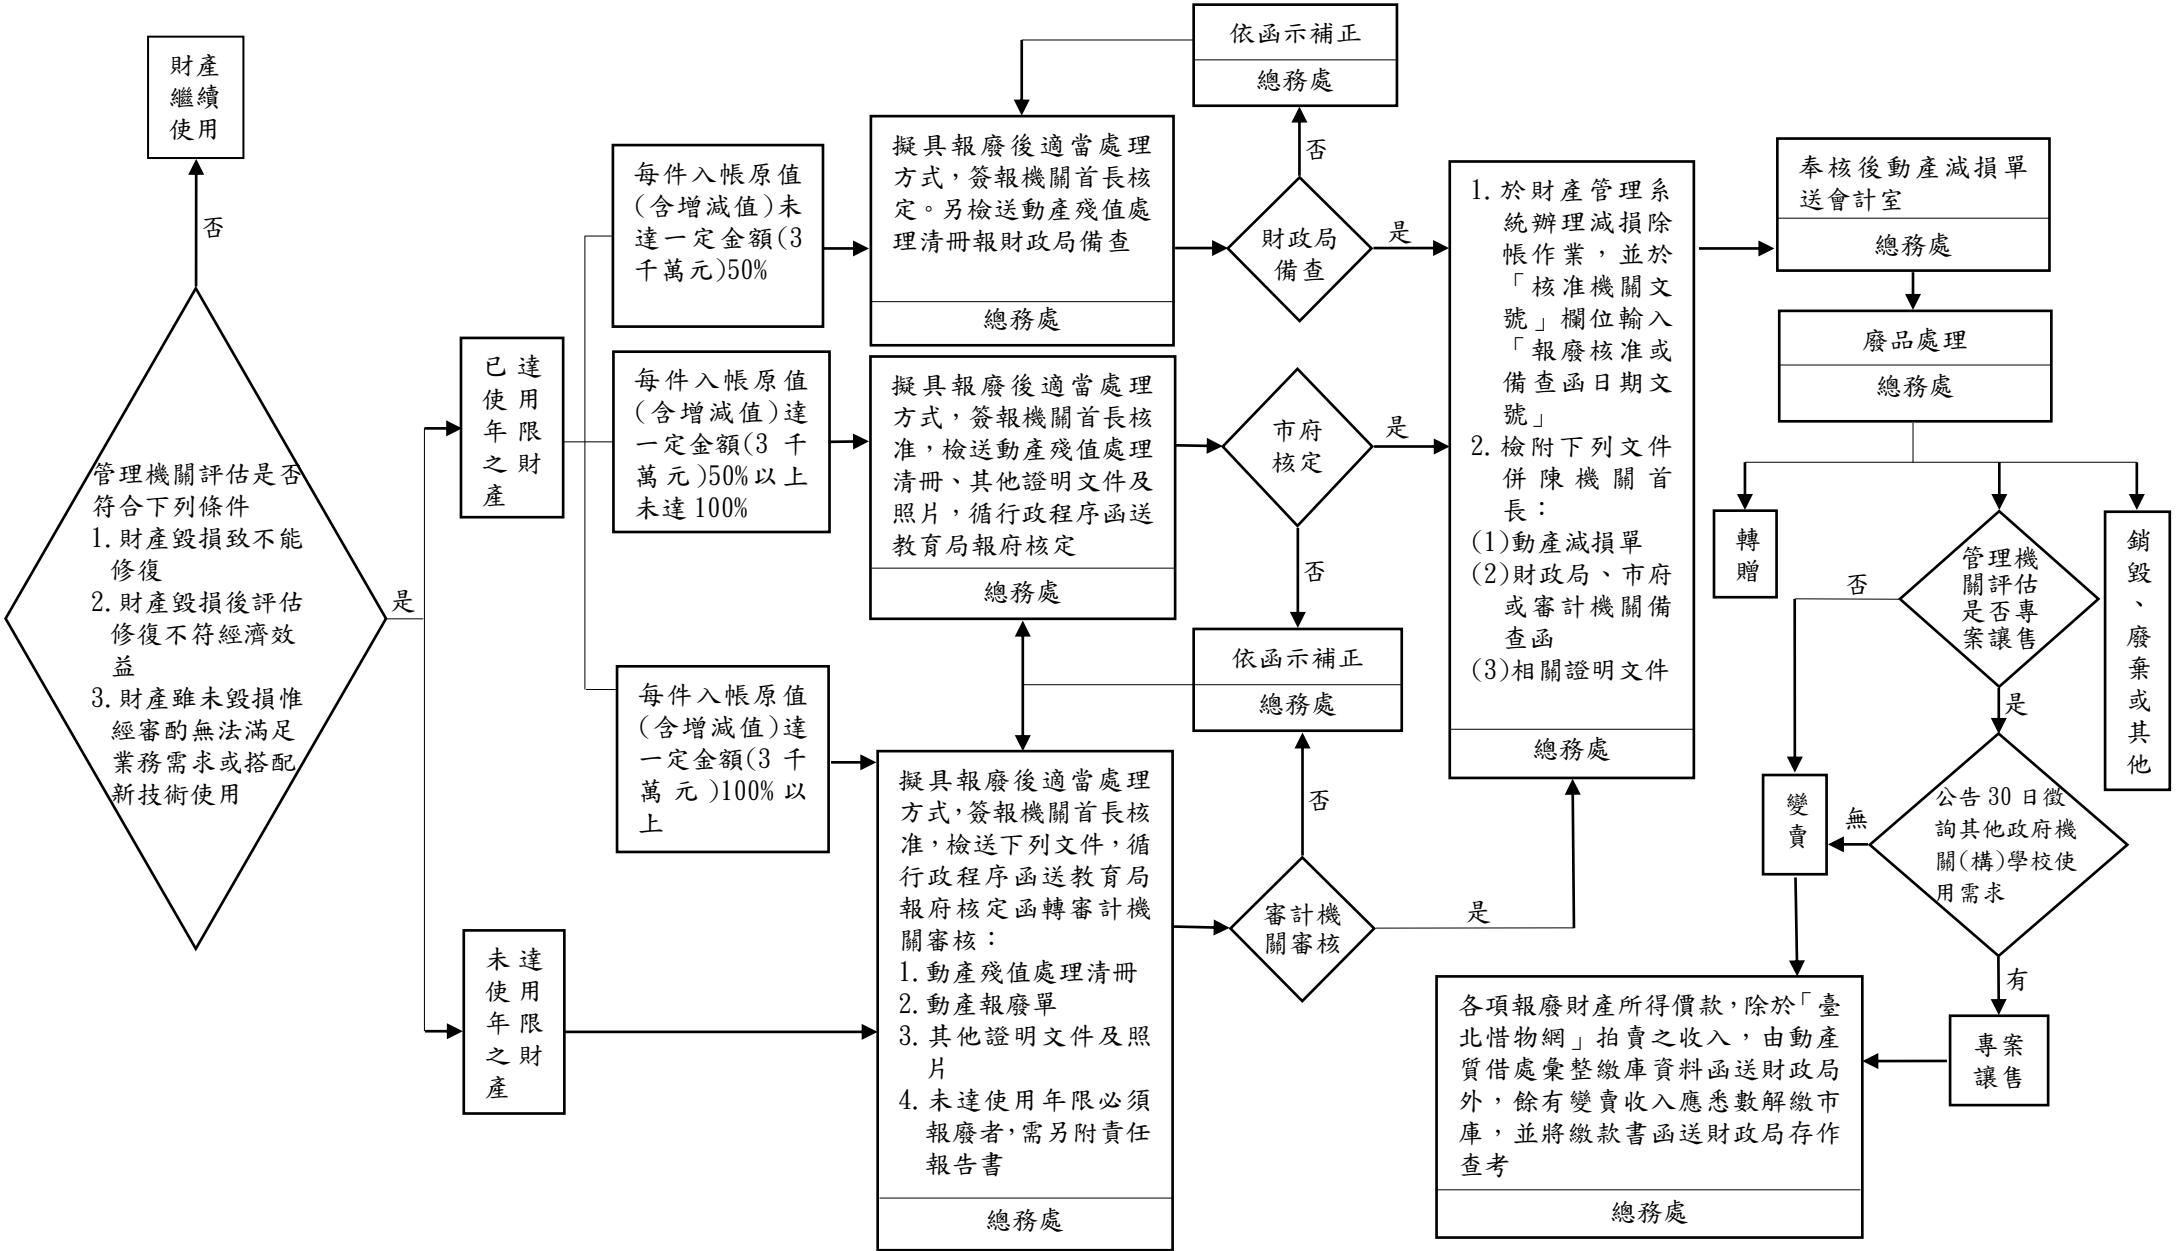 財產
繼續
使用
否
管理機關評估是否
符合下列條件
1. 財產毀損致不能
修復
2. 財產毀損後評估
修復不符經濟效
益
3. 財產雖未毀損惟
經審酌無法滿足
業務需求或搭配
新技術使用
是
已達
使用
年限
之財
產
未達
使用
年限
之財
產
每件入帳原值
(含增減值)未
達一定金額(3
千萬元)50%
每件入帳原值
(含增減值)達
一定金額(3 千
萬元)50%以上
未達 100%
每件入帳原值
(含增減值)達
一定金額(3 千
萬元)100%以
上
擬具報廢後適當處理
方式,簽報機關首長核
定。另檢送動產殘值處
理清冊報財政局備查
總務處
擬具報廢後適當處理
方式,簽報機關首長核
准,檢送動產殘值處理
清冊、其他證明文件及
照片,循行政程序函送
教育局報府核定
總務處
擬具報廢後適當處理
方式,簽報機關首長核
准,檢送下列文件,循
行政程序函送教育局
報府核定函轉審計機
關審核:
1. 動產殘值處理清冊
2. 動產報廢單
3. 其他證明文件及照
片
4. 未達使用年限必須
報廢者,需另附責任
報告書
總務處
依函示補正
總務處
否
財政局
備查
是
市府
核定
是
否
依函示補正
總務處
否
審計機
關審核
是
1. 於財產管理系
統辦理減損除
帳作業,並於
「核准機關文
號」欄位輸入
「報廢核准或
備查函日期文
號」
2. 檢附下列文件
併陳機關首
長:
(1)動產減損單
(2)財政局、市府
或審計機關備
查函
(3)相關證明文件
總務處
奉核後動產減損單
送會計室
總務處
廢品處理
總務處
轉
贈
管理機
關評估
是否專
案讓售
否
是
銷
毀
、
廢
棄
或
其
他
變
賣
無
公告 30 日徵
詢其他政府機
關(構)學校使
用需求
有
專案
讓售
各項報廢財產所得價款,除於「臺
北惜物網」拍賣之收入,由動產
質借處彙整繳庫資料函送財政局
外,餘有變賣收入應悉數解繳市
庫,並將繳款書函送財政局存作
查考
總務處